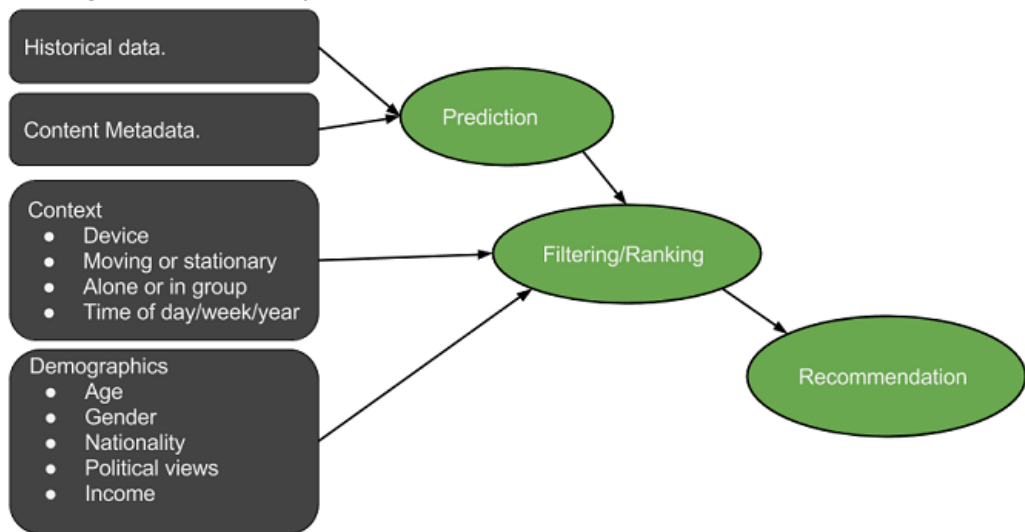 Historical data.
Content Metadata.
Context
● Device
● Moving or stationary
● Alone or in group
● Time of day/week/year
Demographics
● Age
● Gender
● Nationality
● Political views
● Income
Prediction
Filtering/Ranking
Recommendation